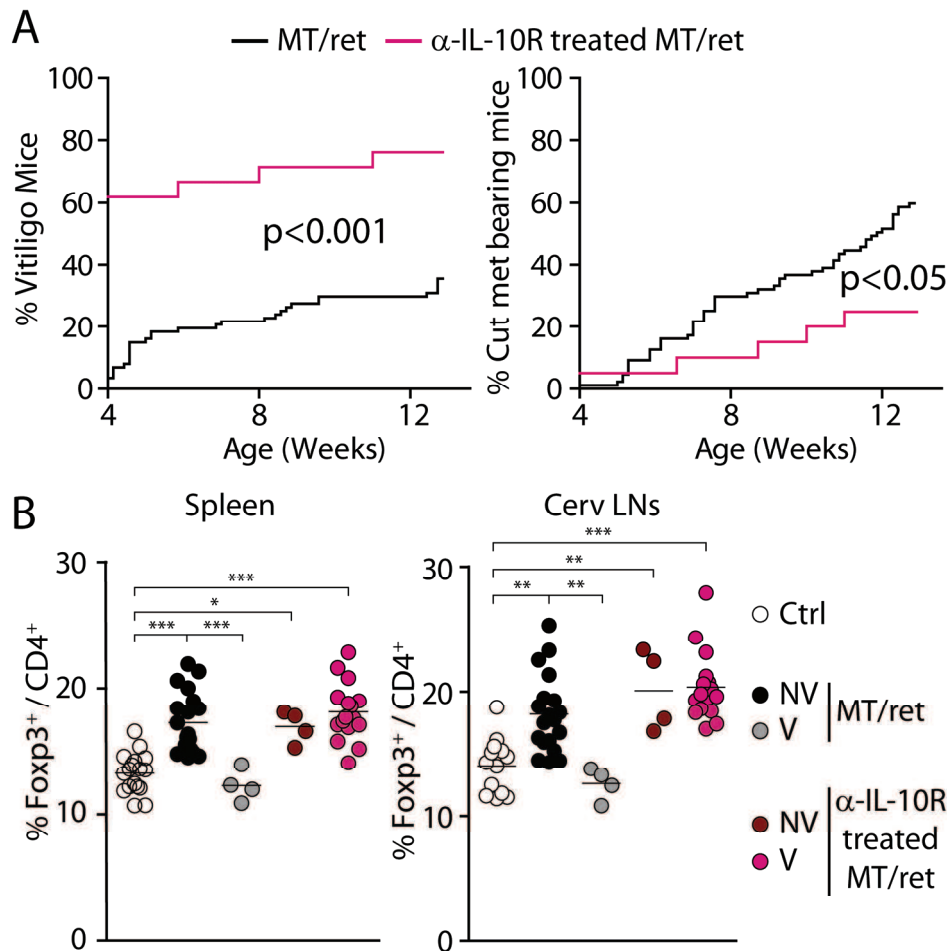 A
MT/ret
α-IL-10R treated MT/ret
100
80
60
40
20
0
% Vitiligo Mice
p<0.001
4
8
12
Age (Weeks)
100
80
60
40
20
0
% Cut met bearing mice
p<0.05
4
8
12
Age (Weeks)
B
Spleen
30
20
10
0
% Foxp3⁺ / CD4⁺
***
*
***
***
Cerv LNs
30
20
10
0
% Foxp3⁺ / CD4⁺
***
**
**
**
Ctrl
NV
V
MT/ret
NV
V
α-IL-10R
treated
MT/ret